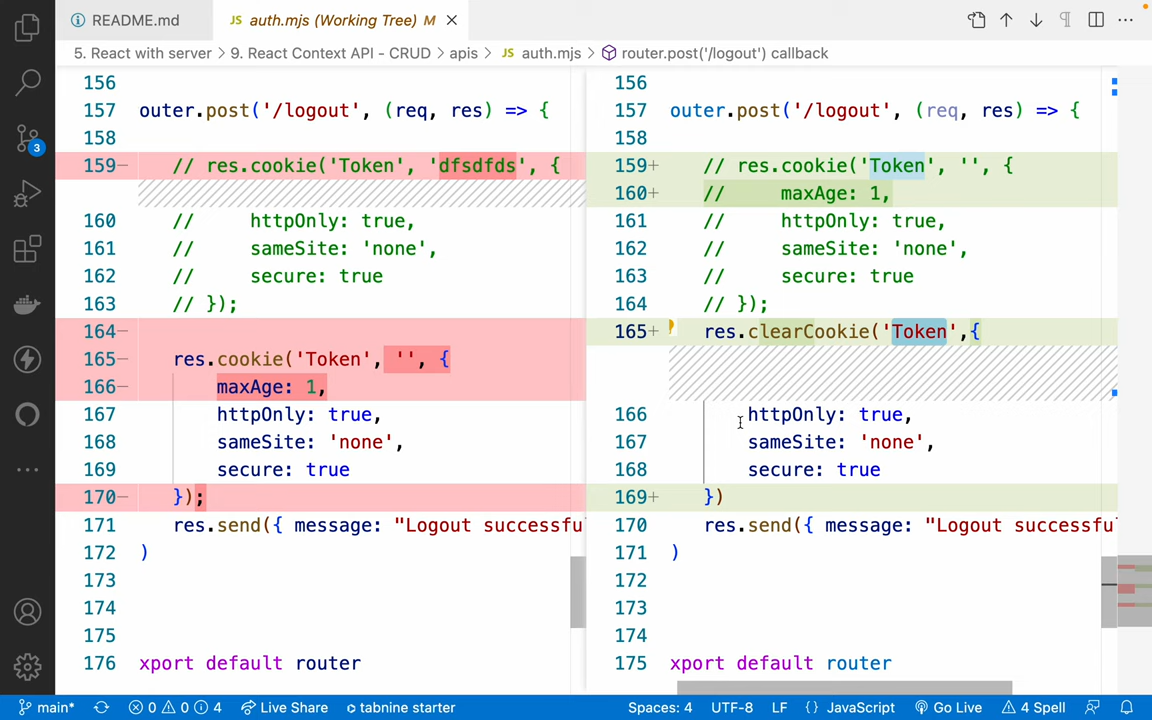 README.md
JS auth.mjs (Working Tree) M
5. React with server > 9. React Context API - CRUD > apis > JS auth.mjs > router.post('/logout') callback
156
157 outer.post('/logout', (req, res) => {
158
159− // res.cookie('Token', 'dfsdfds', {
160 // httpOnly: true,
161 // sameSite: 'none',
162 // secure: true
163 // });
164−
165− res.cookie('Token', '', {
166− maxAge: 1,
167 httpOnly: true,
168 sameSite: 'none',
169 secure: true
170− });
171 res.send({ message: "Logout successfu
172 )
173
174
175
176 xport default router
156
157 outer.post('/logout', (req, res) => {
158
159+ // res.cookie('Token', '', {
160+ // maxAge: 1,
161 // httpOnly: true,
162 // sameSite: 'none',
163 // secure: true
164 // });
165+ res.clearCookie('Token',{
166 httpOnly: true,
167 sameSite: 'none',
168 secure: true
169+ })
170 res.send({ message: "Logout successfu
171 )
172
173
174
175 xport default router
3
main* 0 0 4 Live Share tabnine starter Spaces: 4 UTF-8 LF {} JavaScript Go Live 4 Spell